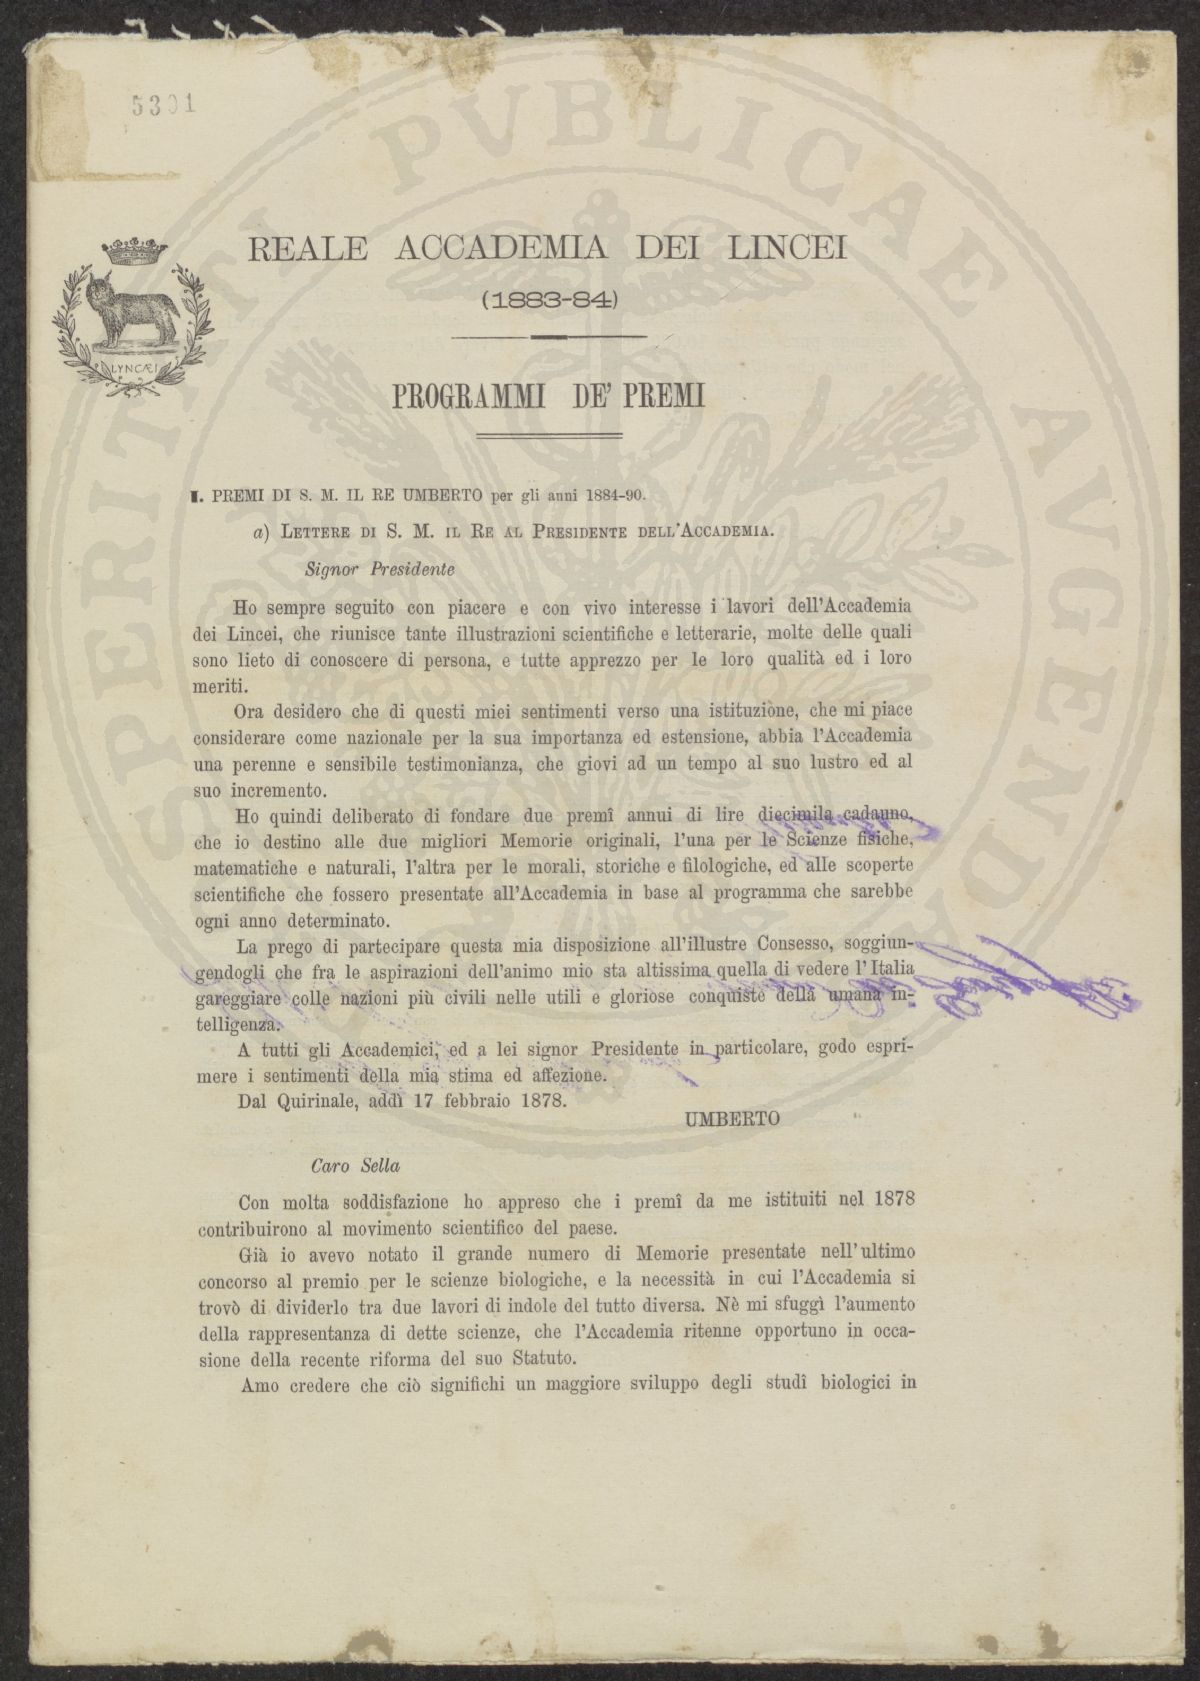 5301
REALE ACCADEMIA DEI LINCEI
(1883-84)
LYNCÆI
PROGRAMMI DE' PREMI
I. PREMI DI S. M. IL RE UMBERTO per gli anni 1884-90.
a) LETTERE DI S. M. IL RE AL PRESIDENTE DELL'ACCADEMIA.
Signor Presidente
Ho sempre seguito con piacere e con vivo interesse i lavori dell'Accademia
dei Lincei, che riunisce tante illustrazioni scientifiche e letterarie, molte delle quali
sono lieto di conoscere di persona, e tutte apprezzo per le loro qualità ed i loro
meriti.
Ora desidero che di questi miei sentimenti verso una istituzione, che mi piace
considerare come nazionale per la sua importanza ed estensione, abbia l'Accademia
una perenne e sensibile testimonianza, che giovi ad un tempo al suo lustro ed al
suo incremento.
Ho quindi deliberato di fondare due premî annui di lire diecimila cadauno,
che io destino alle due migliori Memorie originali, l'una per le Scienze fisiche,
matematiche e naturali, l'altra per le morali, storiche e filologiche, ed alle scoperte
scientifiche che fossero presentate all'Accademia in base al programma che sarebbe
ogni anno determinato.
La prego di partecipare questa mia disposizione all'illustre Consesso, soggiun-
gendogli che fra le aspirazioni dell'animo mio sta altissima quella di vedere l'Italia
gareggiare colle nazioni più civili nelle utili e gloriose conquiste della umana in-
telligenza.
A tutti gli Accademici, ed a lei signor Presidente in particolare, godo espri-
mere i sentimenti della mia stima ed affezione.
Dal Quirinale, addì 17 febbraio 1878.
UMBERTO
Caro Sella
Con molta soddisfazione ho appreso che i premî da me istituiti nel 1878
contribuirono al movimento scientifico del paese.
Già io avevo notato il grande numero di Memorie presentate nell'ultimo
concorso al premio per le scienze biologiche, e la necessità in cui l'Accademia si
trovò di dividerlo tra due lavori di indole del tutto diversa. Nè mi sfuggì l'aumento
della rappresentanza di dette scienze, che l'Accademia ritenne opportuno in occa-
sione della recente riforma del suo Statuto.
Amo credere che ciò significhi un maggiore sviluppo degli studî biologici in
SPERITATI PVBLICAE AVGENDAE